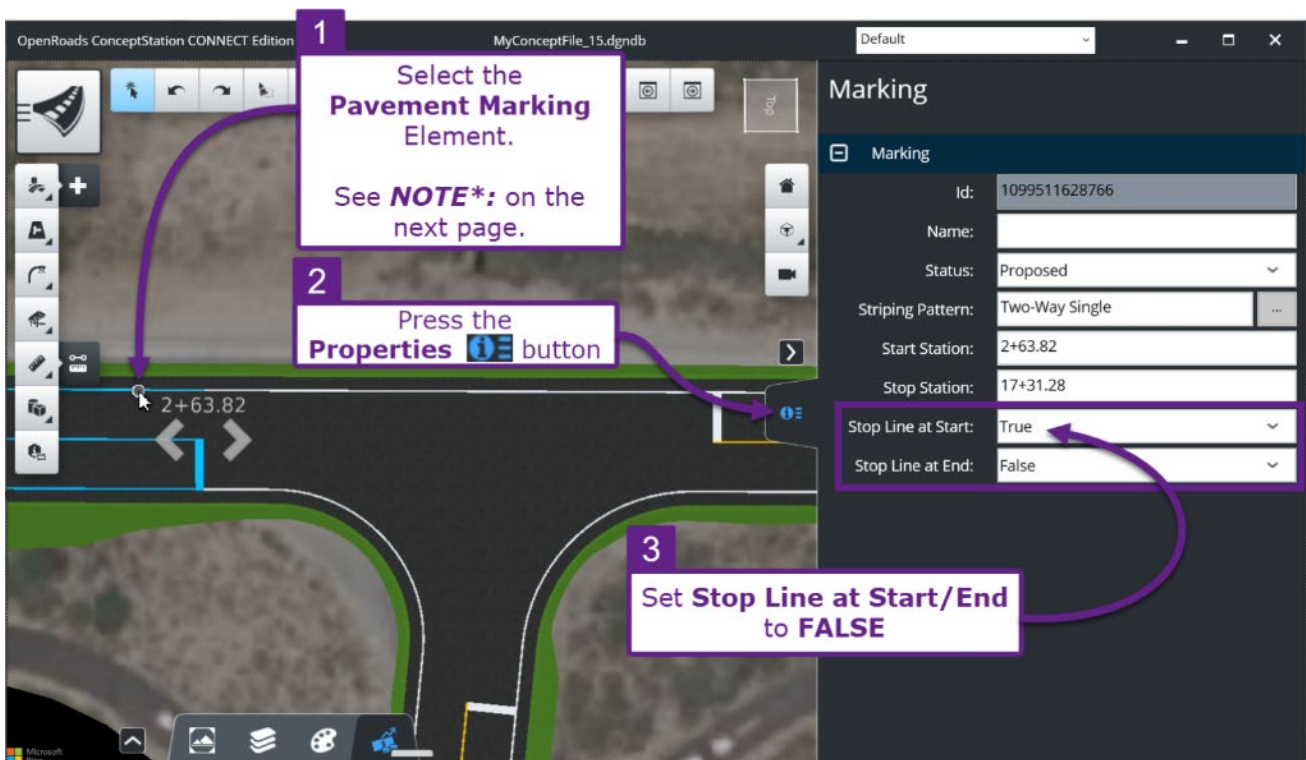 OpenRoads ConceptStation CONNECT Edition
MyConceptFile_15.dgndb
Default
1
Select the
Pavement Marking
Element.
See NOTE*: on the
next page.
Top
2
Press the
Properties button
2+63.82
3
Set Stop Line at Start/End
to FALSE
Marking
Marking
Id: 1099511628766
Name:
Status: Proposed
Striping Pattern: Two-Way Single ...
Start Station: 2+63.82
Stop Station: 17+31.28
Stop Line at Start: True
Stop Line at End: False
Microsoft
Bing